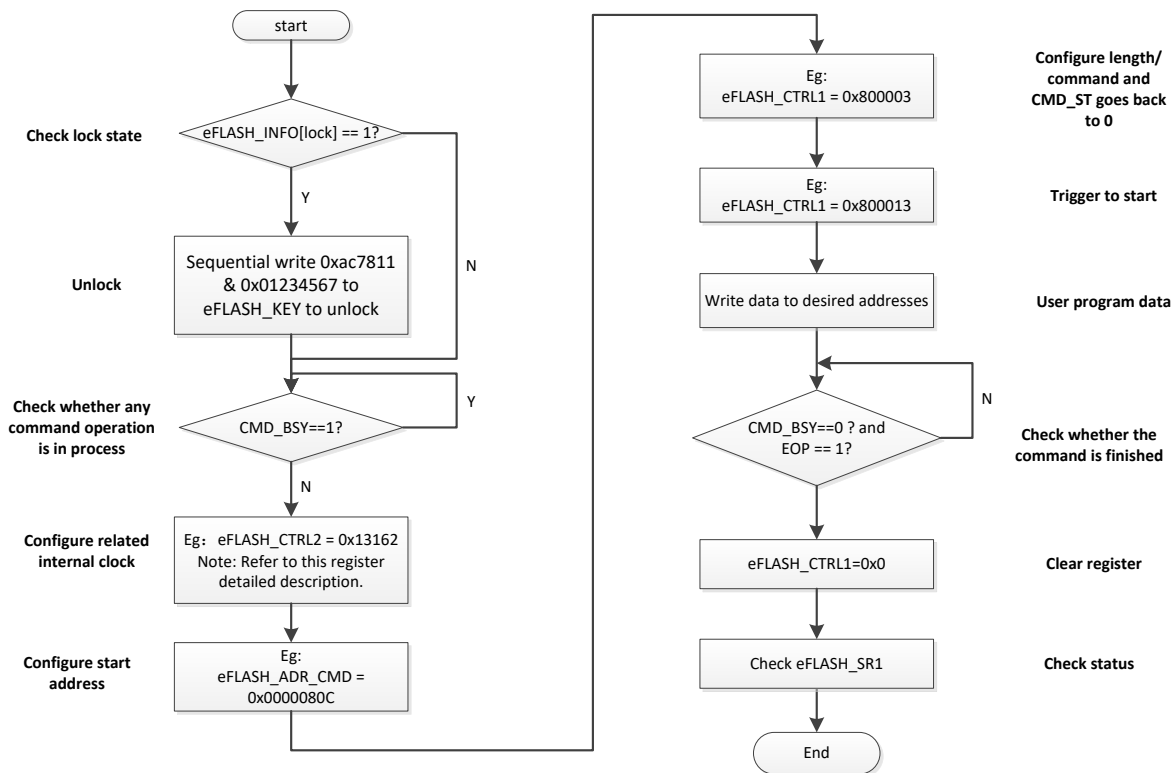 start
Check lock state
eFLASH_INFO[lock] == 1?
Y
N
Unlock
Sequential write 0xac7811
& 0x01234567 to
eFLASH_KEY to unlock
Check whether any
command operation
is in process
CMD_BSY==1?
Y
N
Configure related
internal clock
Eg：eFLASH_CTRL2 = 0x13162
Note: Refer to this register
detailed description.
Configure start
address
Eg:
eFLASH_ADR_CMD =
0x0000080C
Eg:
eFLASH_CTRL1 = 0x800003
Configure length/
command and
CMD_ST goes back
to 0
Eg:
eFLASH_CTRL1 = 0x800013
Trigger to start
Write data to desired addresses
User program data
CMD_BSY==0 ? and
EOP == 1?
N
Check whether the
command is finished
eFLASH_CTRL1=0x0
Clear register
Check eFLASH_SR1
Check status
End